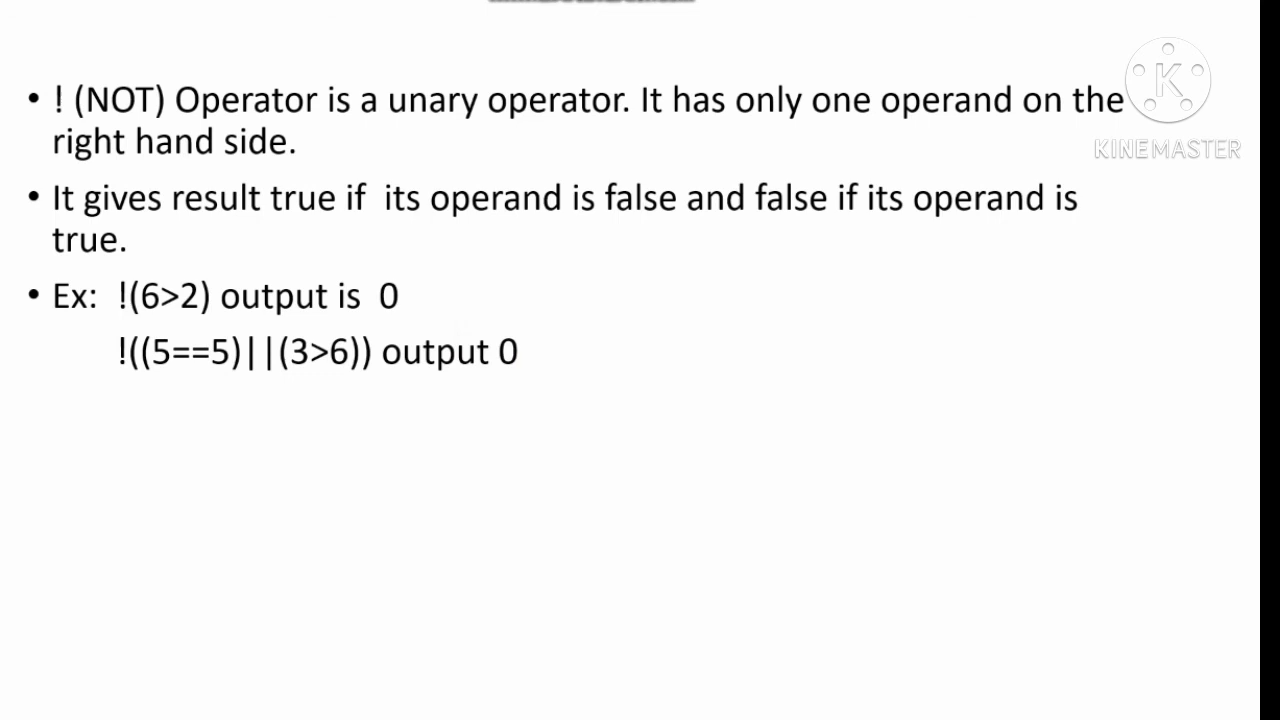 • ! (NOT) Operator is a unary operator. It has only one operand on the
right hand side.
• It gives result true if  its operand is false and false if its operand is
true.
• Ex:  !(6>2) output is  0
!((5==5)||(3>6)) output 0
K
KINEMASTER